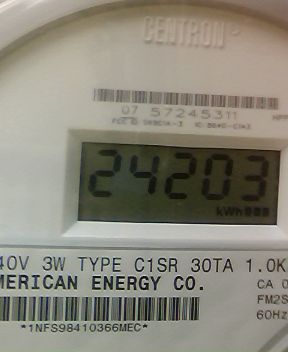 CENTRON®
07 57245311
24203
kWh
40V 3W TYPE C1SR 30TA 1.0K
MERICAN ENERGY CO.
CA 0
FM2S
60Hz
*1NFS98410366MEC*